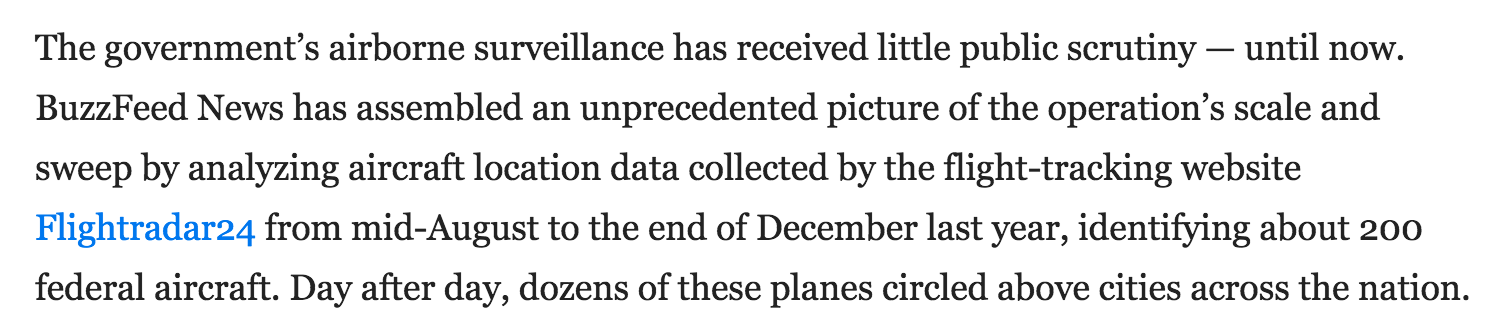 The government’s airborne surveillance has received little public scrutiny — until now.
BuzzFeed News has assembled an unprecedented picture of the operation’s scale and
sweep by analyzing aircraft location data collected by the flight-tracking website
Flightradar24 from mid-August to the end of December last year, identifying about 200
federal aircraft. Day after day, dozens of these planes circled above cities across the nation.